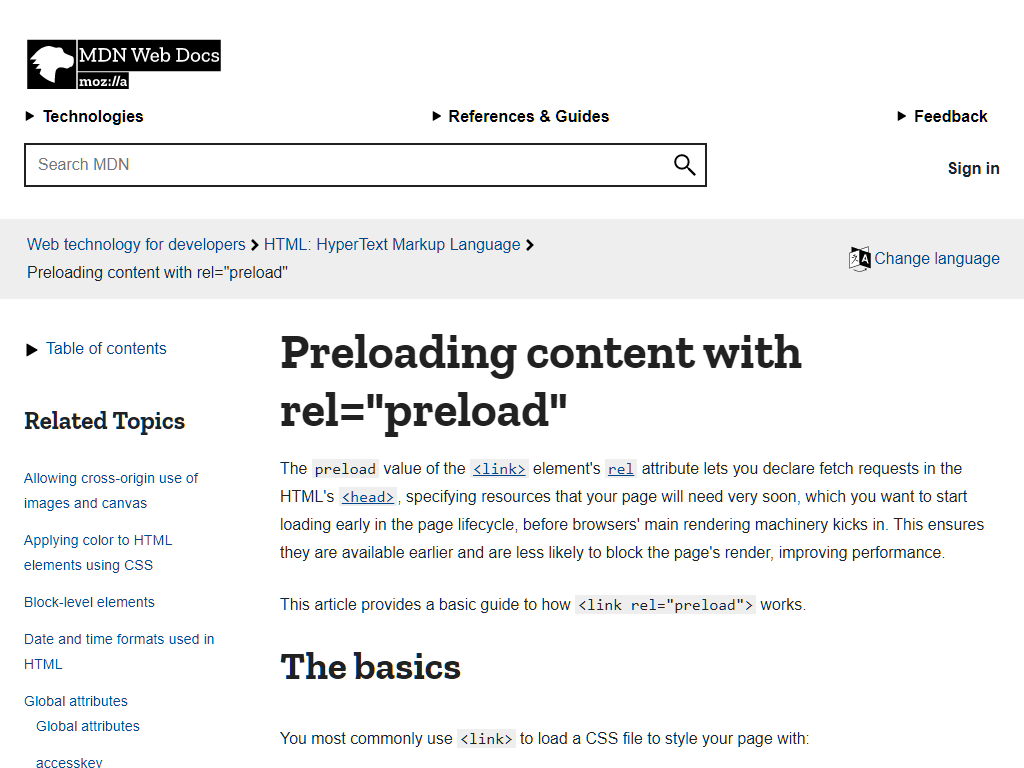 MDN Web Docs
moz://a
Technologies
References & Guides
Feedback
Search MDN
Sign in
Web technology for developers
HTML: HyperText Markup Language
Preloading content with rel="preload"
Change language
Table of contents
Related Topics
Allowing cross-origin use of
images and canvas
Applying color to HTML
elements using CSS
Block-level elements
Date and time formats used in
HTML
Global attributes
Global attributes
accesskey
Preloading content with
rel="preload"
The preload value of the <link> element's rel attribute lets you declare fetch requests in the
HTML's <head>, specifying resources that your page will need very soon, which you want to start
loading early in the page lifecycle, before browsers' main rendering machinery kicks in. This ensures
they are available earlier and are less likely to block the page's render, improving performance.
This article provides a basic guide to how <link rel="preload"> works.
The basics
You most commonly use <link> to load a CSS file to style your page with: